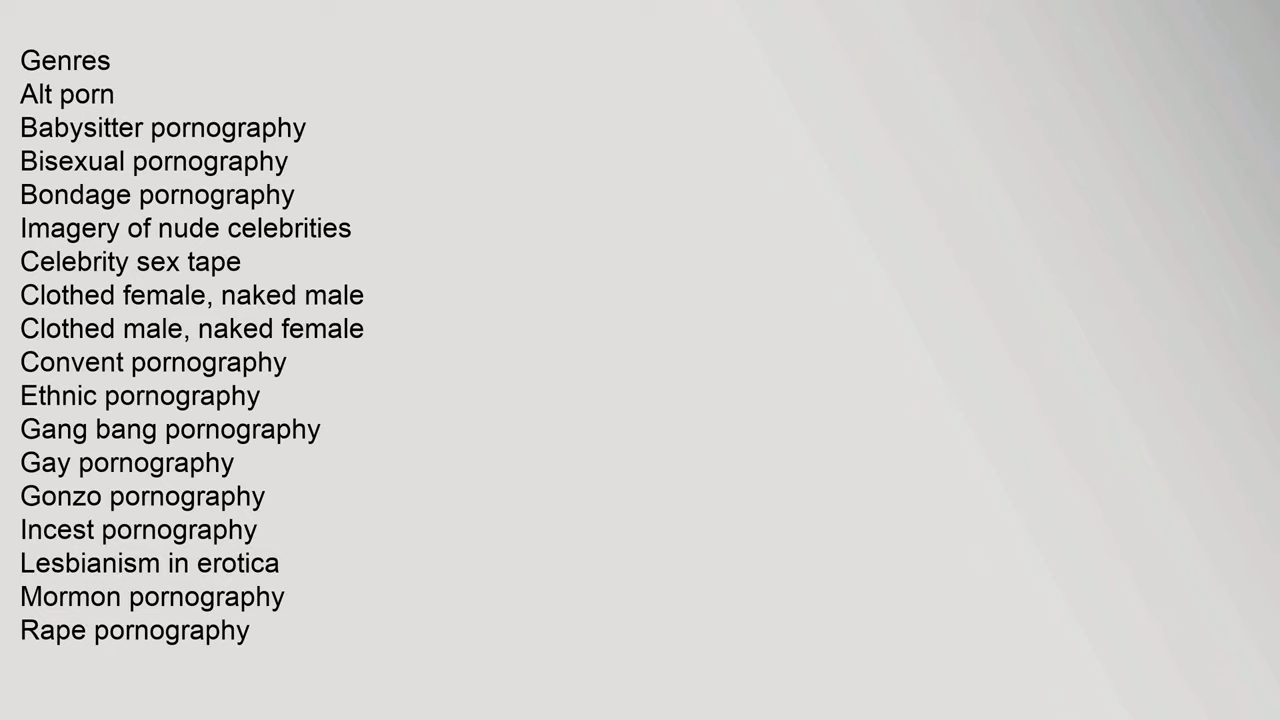 Genres
Alt porn
Babysitter pornography
Bisexual pornography
Bondage pornography
Imagery of nude celebrities
Celebrity sex tape
Clothed female, naked male
Clothed male, naked female
Convent pornography
Ethnic pornography
Gang bang pornography
Gay pornography
Gonzo pornography
Incest pornography
Lesbianism in erotica
Mormon pornography
Rape pornography